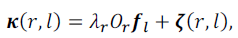 𝜿(r, l) = λ_r O_r 𝒇_l + 𝜻(r, l),